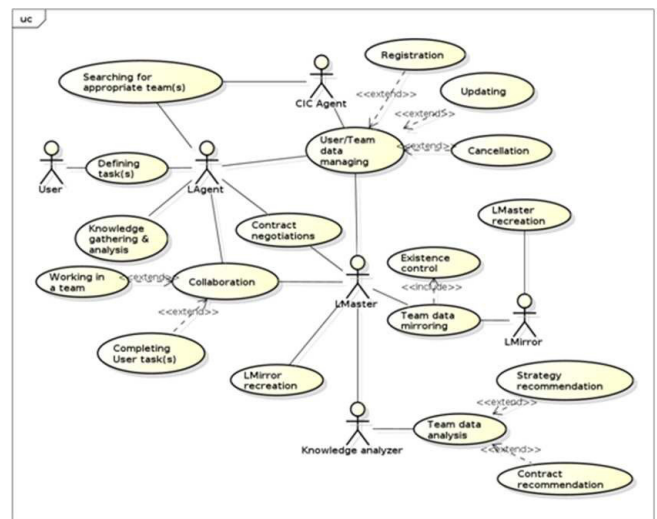 uc
Registration
Searching for
appropriate team(s)
CIC Agent
<<extend>>
Updating
<<extend>>
User/Team
data
managing
<<extend>>
Cancellation
User
Defining
task(s)
LAgent
Knowledge
gathering &
analysis
Contract
negotiations
LMaster
recreation
Existence
control
Working in
a team
<<extend>>
Collaboration
<<include>>
LMaster
Team data
mirroring
LMirror
<<extend>>
Completing
User task(s)
LMirror
recreation
Strategy
recommendation
<<extend>>
Team data
analysis
Knowledge analyzer
<<extend>>
Contract
recommendation